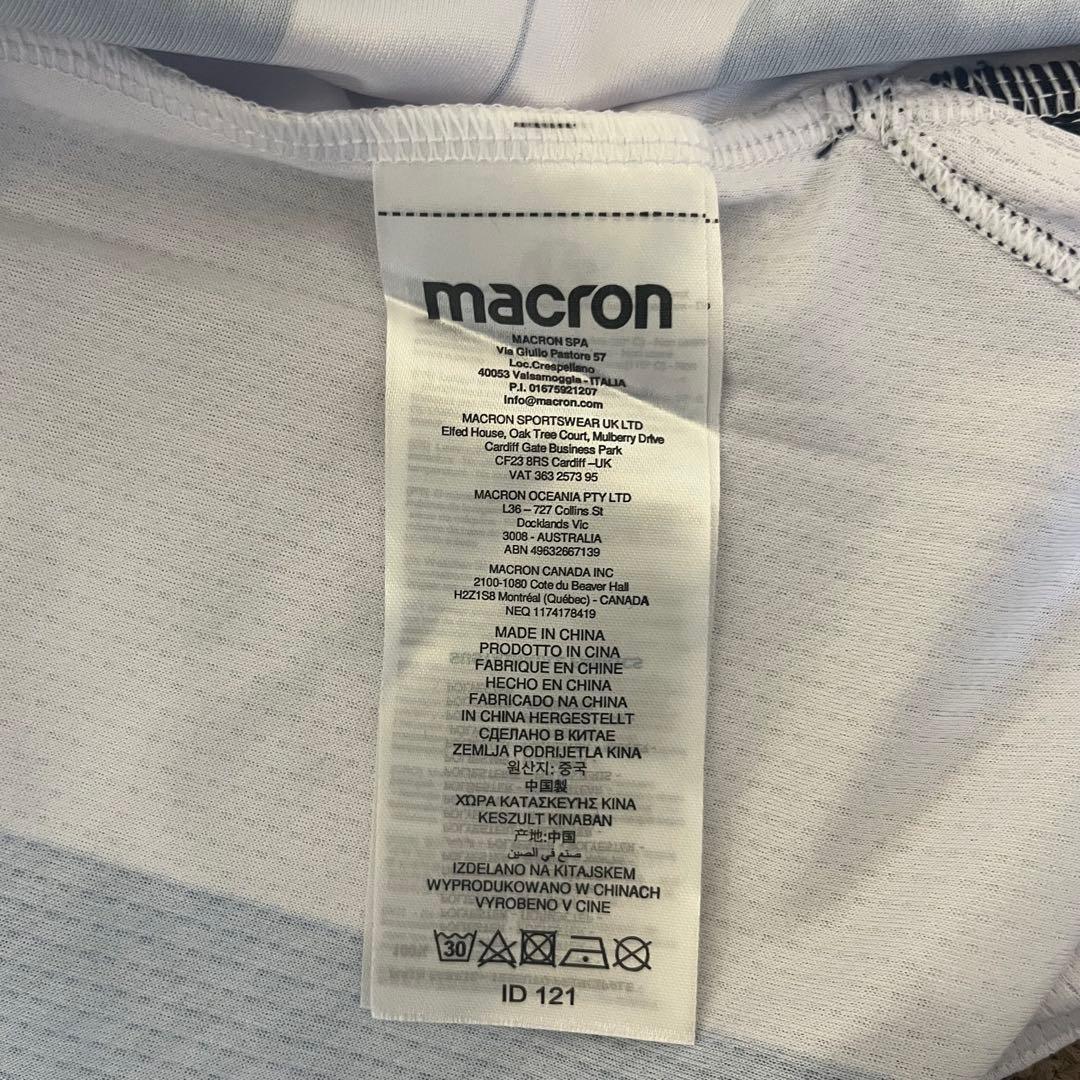 macron
MACRON SPA
Via Giulio Pastore 57
Loc.Crespellano
40053 Valsamoggia - ITALIA
P.I. 01675921207
Info@macron.com
MACRON SPORTSWEAR UK LTD
Elfed House, Oak Tree Court, Mulberry Drive
Cardiff Gate Business Park
CF23 8RS Cardiff –UK
VAT 363 2573 95
MACRON OCEANIA PTY LTD
L36 – 727 Collins St
Docklands Vic
3008 - AUSTRALIA
ABN 49632667139
MACRON CANADA INC
2100-1080 Cote du Beaver Hall
H2Z1S8 Montréal (Québec) - CANADA
NEQ 1174178419
MADE IN CHINA
PRODOTTO IN CINA
FABRIQUE EN CHINE
HECHO EN CHINA
FABRICADO NA CHINA
IN CHINA HERGESTELLT
СДЕЛАНО В КИТАЕ
ZEMLJA PODRIJETLA KINA
원산지: 중국
中国製
ΧΏΡΑ ΚΑΤΑΣΚΕΥΉΣ ΚΙΝΑ
KESZULT KINABAN
产地:中国
صنع في الصين
IZDELANO NA KITAJSKEM
WYPRODUKOWANO W CHINACH
VYROBENO V CINE
30
ID 121